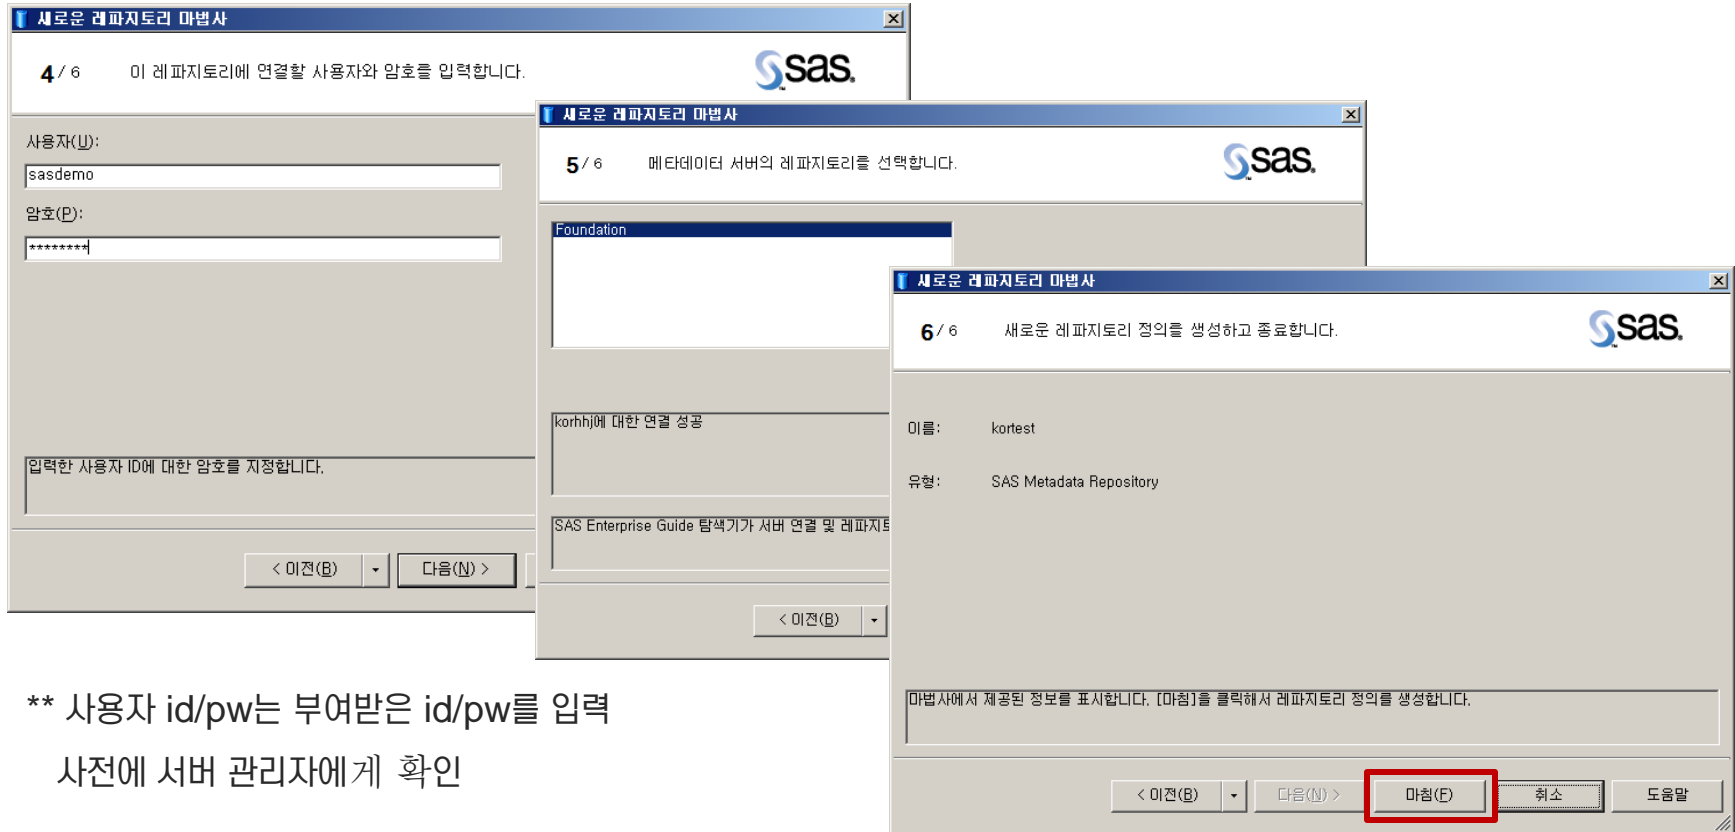 새로운 레파지토리 마법사
4 / 6 이 레파지토리에 연결할 사용자와 암호를 입력합니다.
sas.
사용자(U):
sasdemo
암호(P):
********
입력한 사용자 ID에 대한 암호를 지정합니다.
< 이전(B) 다음(N) >
새로운 레파지토리 마법사
5 / 6 메타데이터 서버의 레파지토리를 선택합니다.
sas.
Foundation
korhhj에 대한 연결 성공
SAS Enterprise Guide 탐색기가 서버 연결 및 레파지토
< 이전(B)
새로운 레파지토리 마법사
6 / 6 새로운 레파지토리 정의를 생성하고 종료합니다.
sas.
이름: kortest
유형: SAS Metadata Repository
마법사에서 제공된 정보를 표시합니다. [마침]을 클릭해서 레파지토리 정의를 생성합니다.
< 이전(B) 다음(N) > 마침(F) 취소 도움말
** 사용자 id/pw는 부여받은 id/pw를 입력
사전에 서버 관리자에게 확인